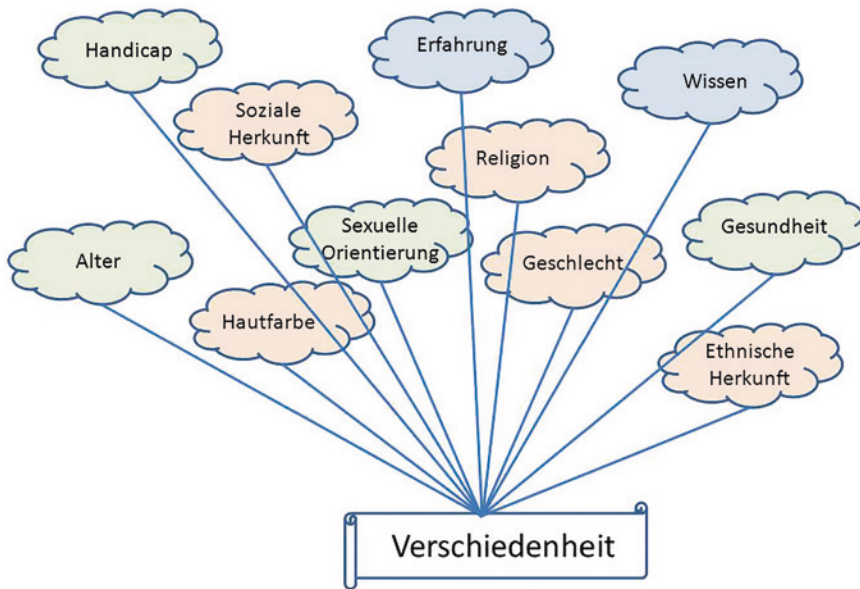 Handicap
Erfahrung
Wissen
Soziale
Herkunft
Religion
Sexuelle
Orientierung
Gesundheit
Alter
Geschlecht
Hautfarbe
Ethnische
Herkunft
Verschiedenheit